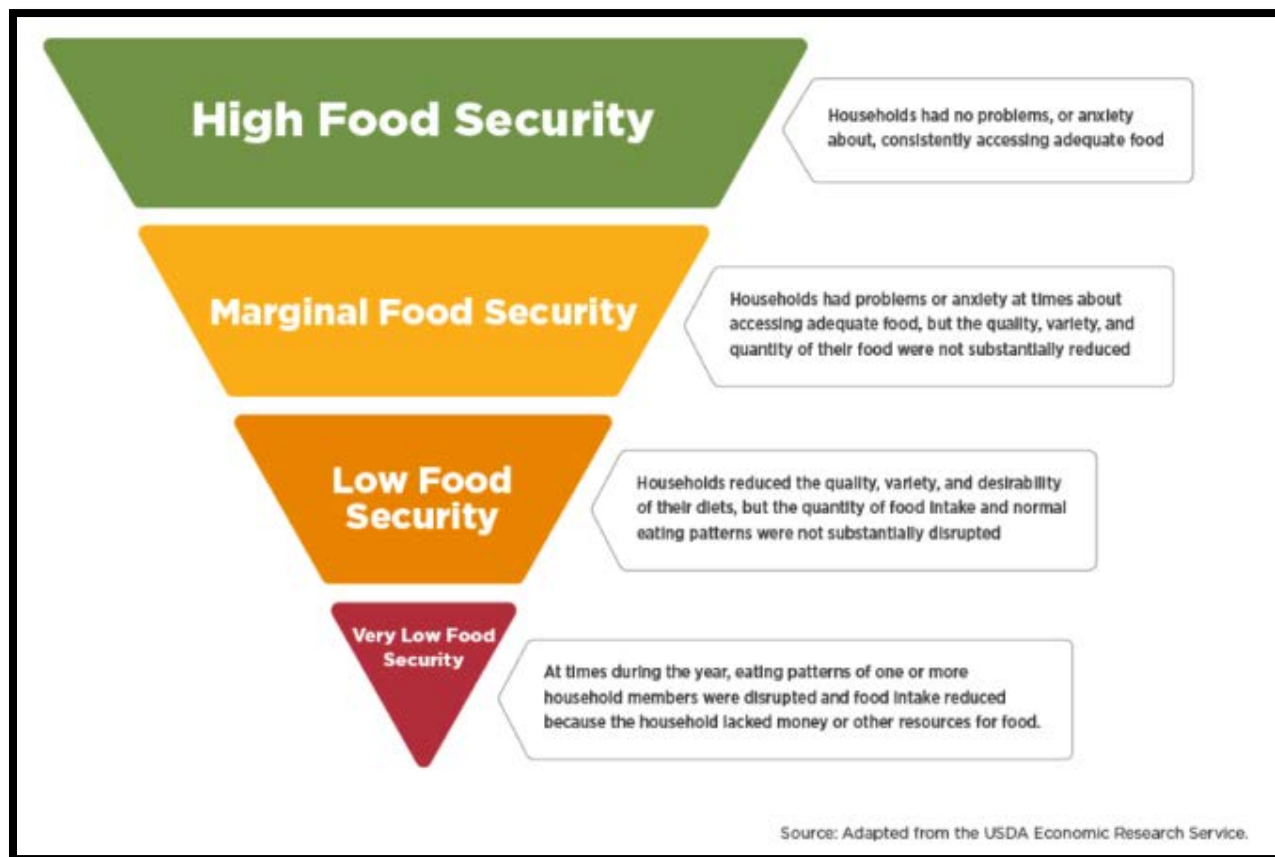 High Food Security
Households had no problems, or anxiety
about, consistently accessing adequate food
Marginal Food Security
Households had problems or anxiety at times about
accessing adequate food, but the quality, variety, and
quantity of their food were not substantially reduced
Low Food
Security
Households reduced the quality, variety, and desirability
of their diets, but the quantity of food intake and normal
eating patterns were not substantially disrupted
Very Low Food
Security
At times during the year, eating patterns of one or more
household members were disrupted and food intake reduced
because the household lacked money or other resources for food.
Source: Adapted from the USDA Economic Research Service.